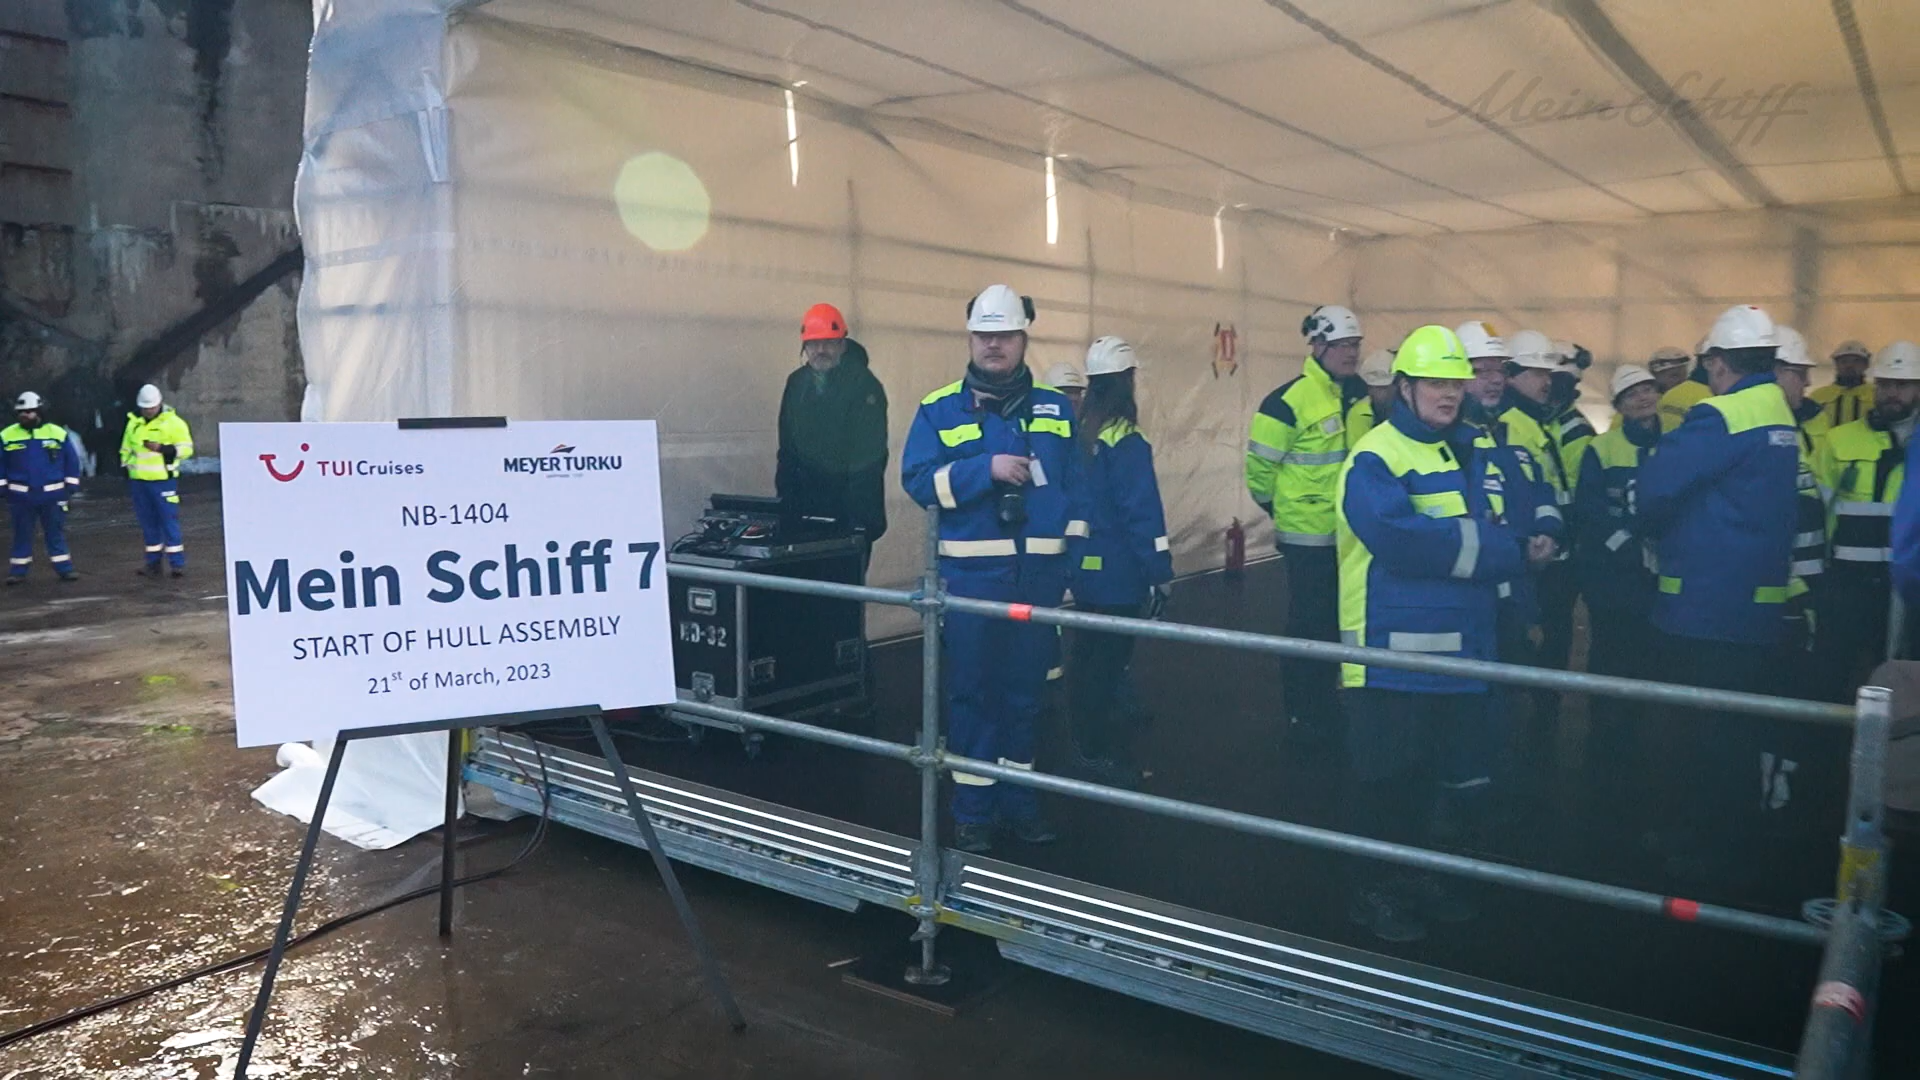 Mein Schiff
TUI Cruises
MEYER TURKU
NB-1404
Mein Schiff 7
START OF HULL ASSEMBLY
21st of March, 2023